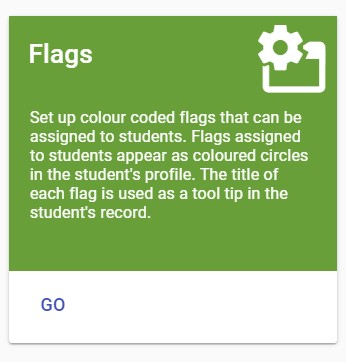 Flags
Set up colour coded flags that can be
assigned to students. Flags assigned
to students appear as coloured circles
in the student's profile. The title of
each flag is used as a tool tip in the
student's record.
GO